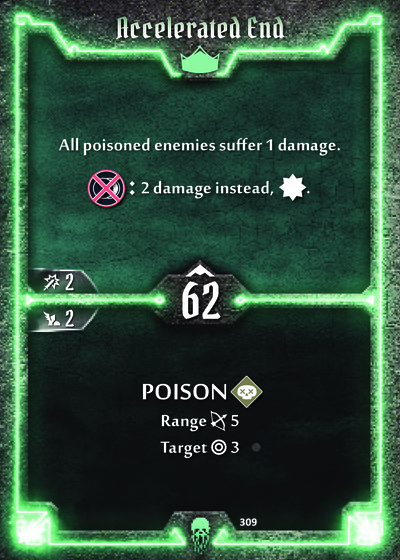 Accelerated End
All poisoned enemies suffer 1 damage.
: 2 damage instead, .
2
62
2
POISON
Range 5
Target 3
309